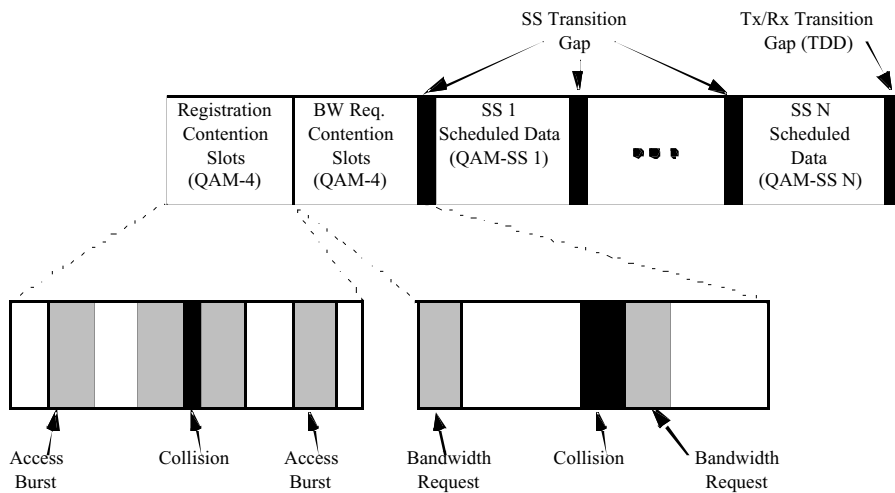 SS Transition
Gap
Tx/Rx Transition
Gap (TDD)
Registration
Contention
Slots
(QAM-4)
BW Req.
Contention
Slots
(QAM-4)
SS 1
Scheduled Data
(QAM-SS 1)
SS N
Scheduled
Data
(QAM-SS N)
Access
Burst
Collision
Access
Burst
Bandwidth
Request
Collision
Bandwidth
Request